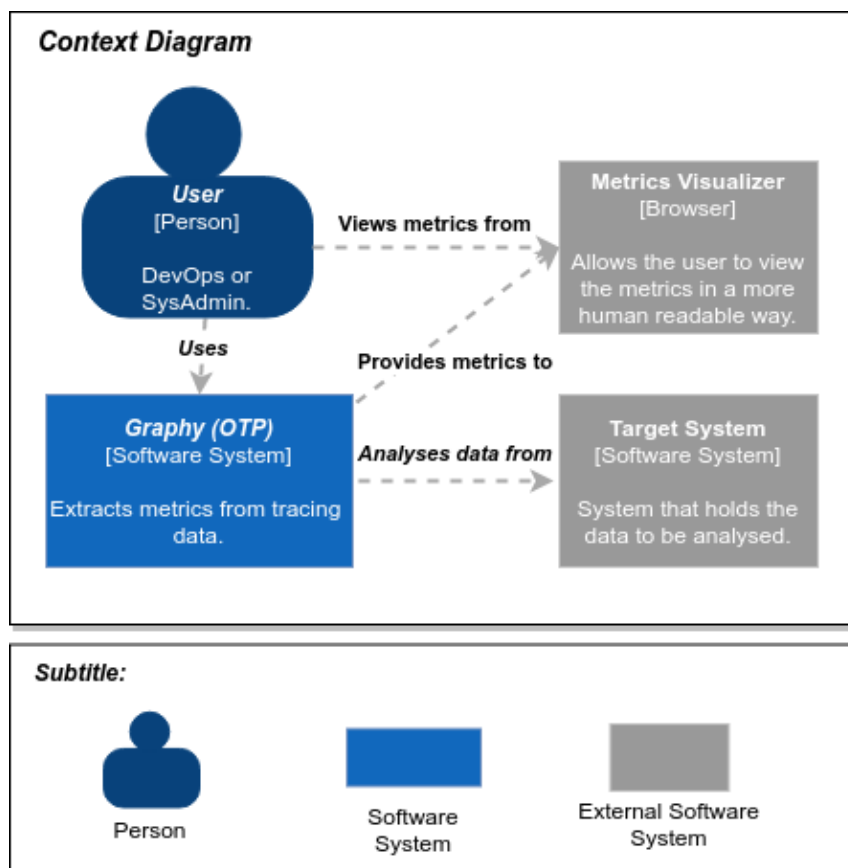 Context Diagram
User
[Person]
DevOps or
SysAdmin.
Views metrics from
Metrics Visualizer
[Browser]
Allows the user to view
the metrics in a more
human readable way.
Uses
Provides metrics to
Graphy (OTP)
[Software System]
Extracts metrics from tracing
data.
Analyses data from
Target System
[Software System]
System that holds the
data to be analysed.
Subtitle:
Person
Software
System
External Software
System